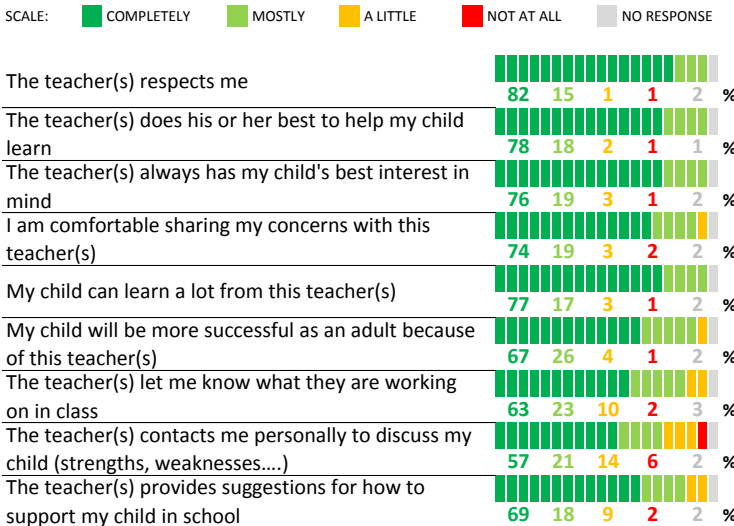 SCALE: COMPLETELY MOSTLY A LITTLE NOT AT ALL NO RESPONSE
The teacher(s) respects me
82 15 1 1 2 %
The teacher(s) does his or her best to help my child
learn
78 18 2 1 1 %
The teacher(s) always has my child's best interest in
mind
76 19 3 1 2 %
I am comfortable sharing my concerns with this
teacher(s)
74 19 3 2 2 %
My child can learn a lot from this teacher(s)
77 17 3 1 2 %
My child will be more successful as an adult because
of this teacher(s)
67 26 4 1 2 %
The teacher(s) let me know what they are working
on in class
63 23 10 2 3 %
The teacher(s) contacts me personally to discuss my
child (strengths, weaknesses....)
57 21 14 6 2 %
The teacher(s) provides suggestions for how to
support my child in school
69 18 9 2 2 %